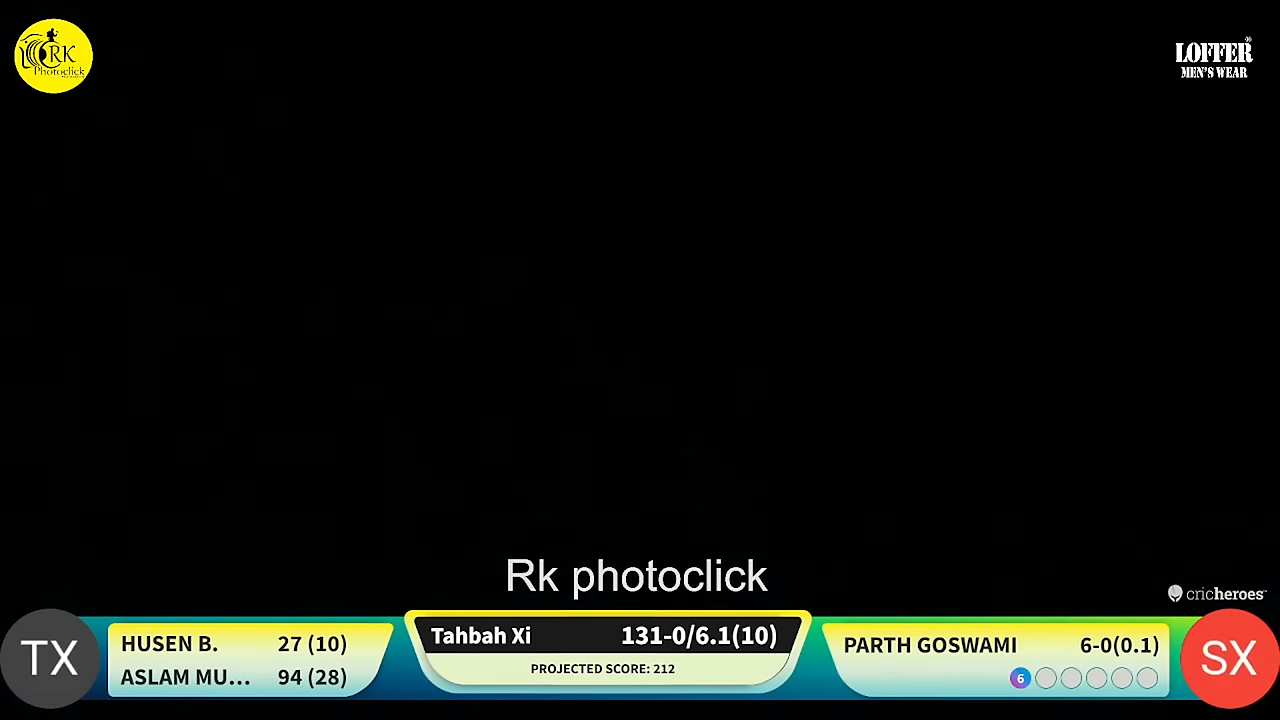 RK
Photoclick
LOFFER
MEN'S WEAR
Rk photoclick
cricheroes
TX
HUSEN B. 27 (10)
ASLAM MU... 94 (28)
Tahbah Xi 131-0/6.1(10)
PROJECTED SCORE: 212
PARTH GOSWAMI 6-0(0.1)
6
SX